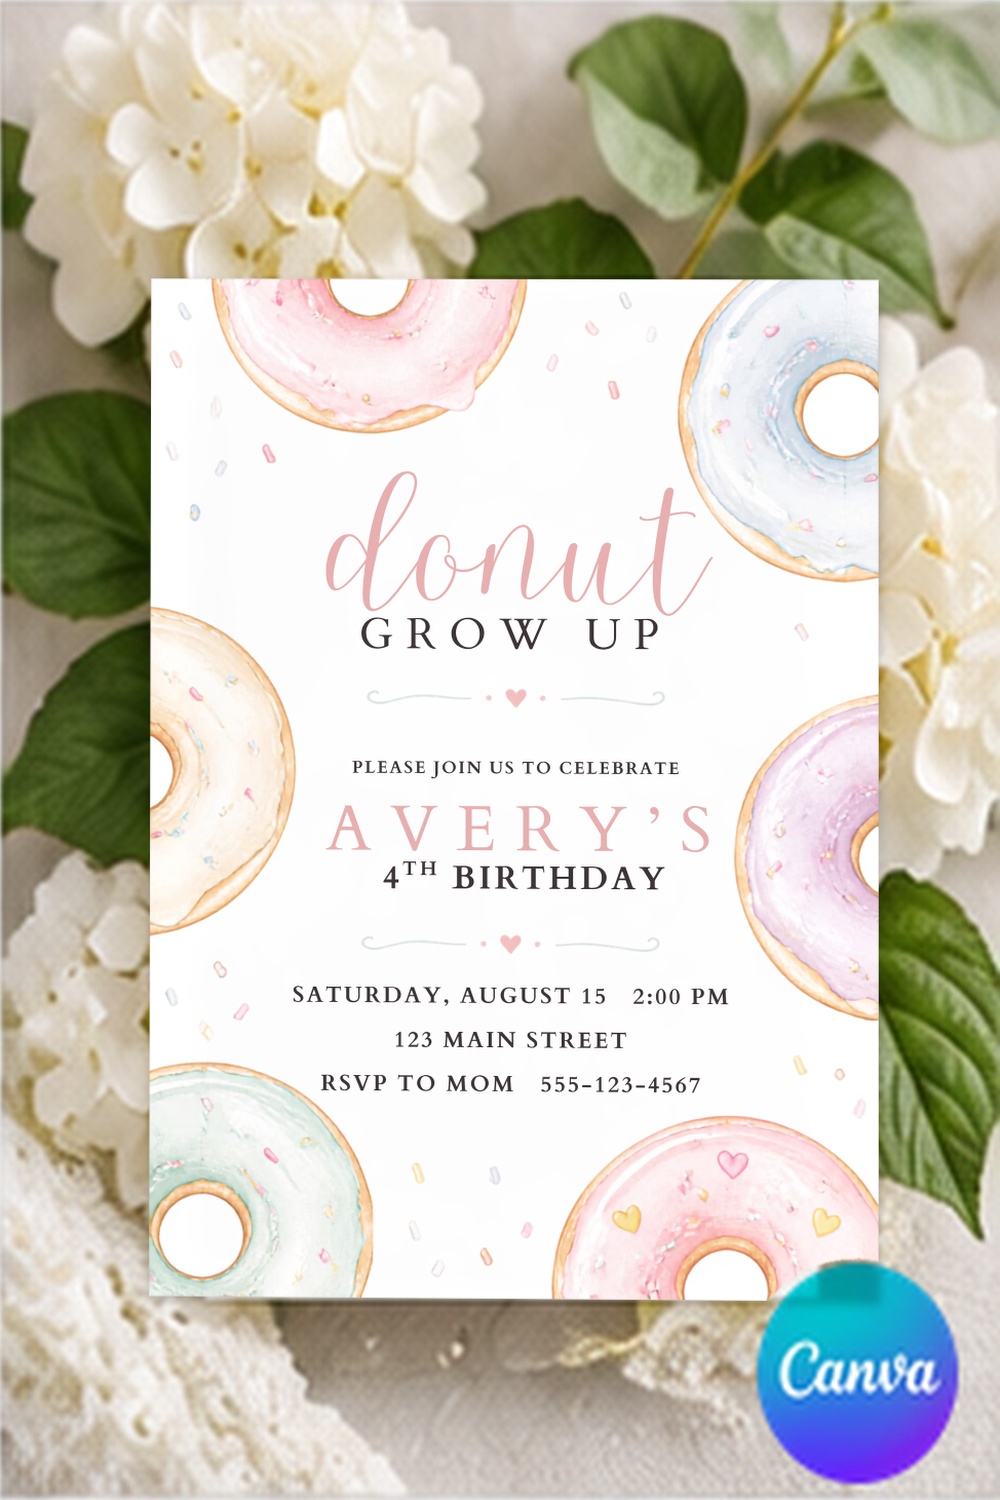 donut
GROW UP
PLEASE JOIN US TO CELEBRATE
AVERY’S
4TH BIRTHDAY
SATURDAY, AUGUST 15 2:00 PM
123 MAIN STREET
RSVP TO MOM 555-123-4567
Canva